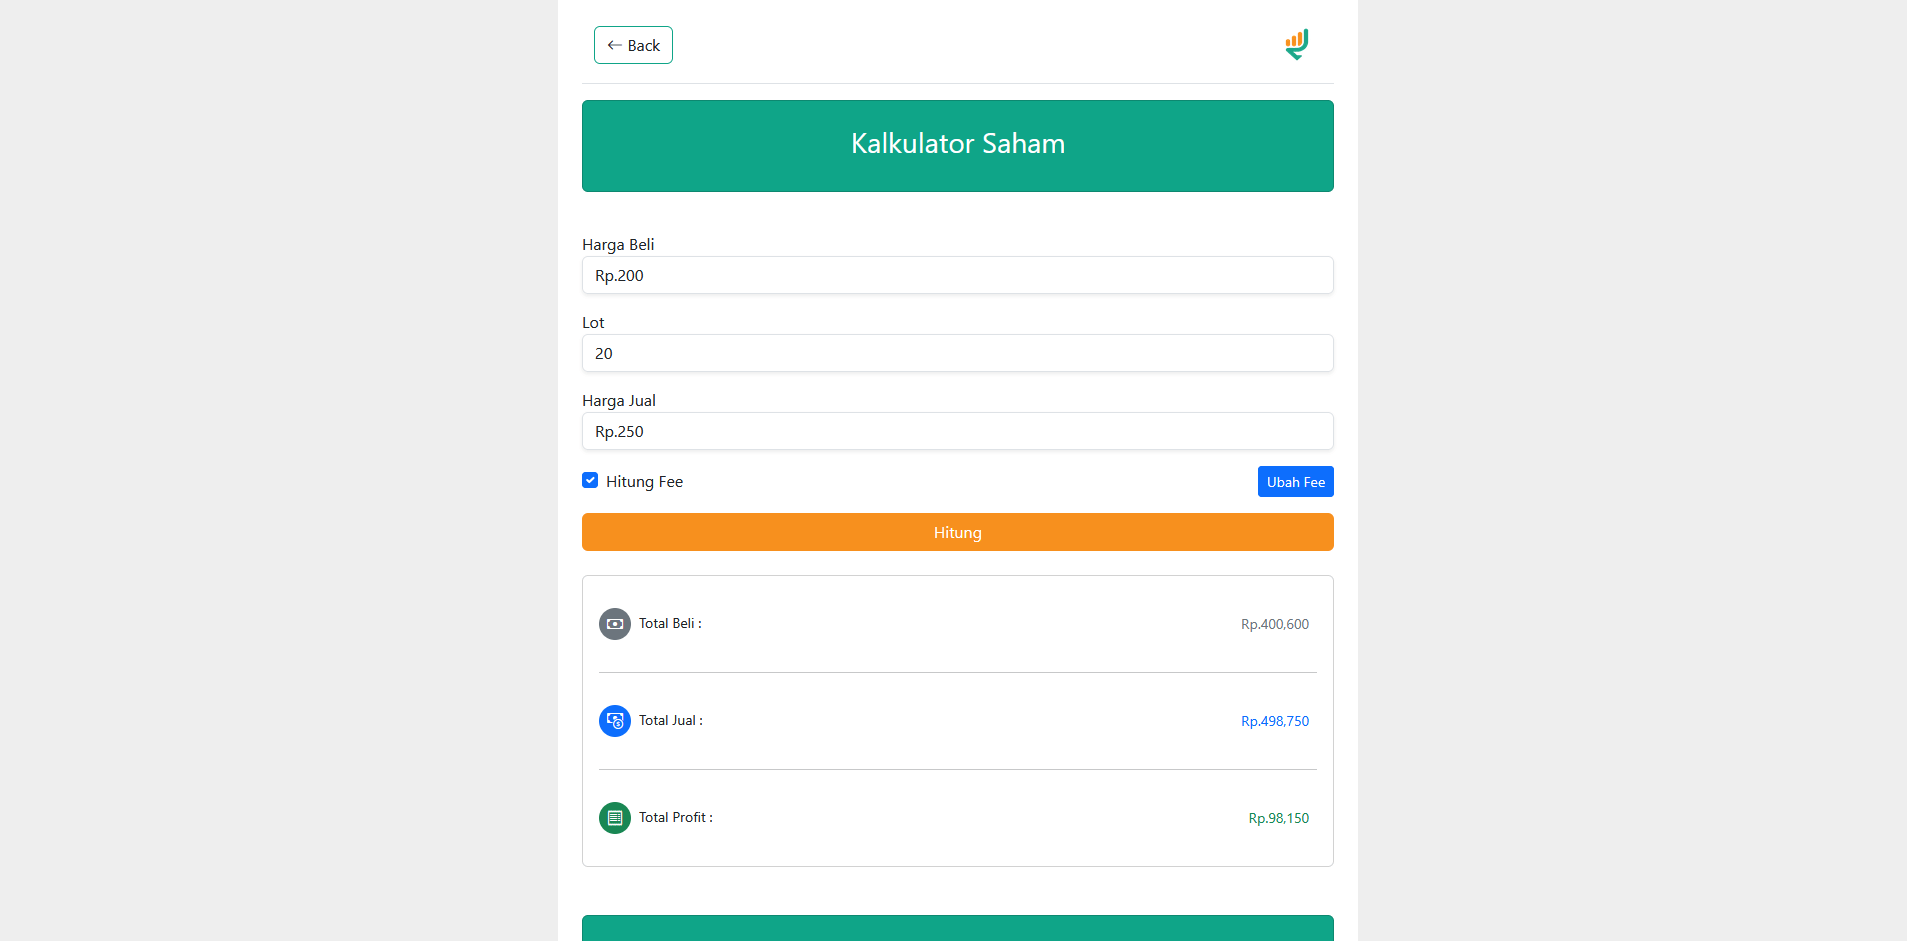 ← Back
Kalkulator Saham
Harga Beli
Rp.200
Lot
20
Harga Jual
Rp.250
Hitung Fee
Ubah Fee
Hitung
Total Beli :
Rp.400,600
Total Jual :
Rp.498,750
Total Profit :
Rp.98,150